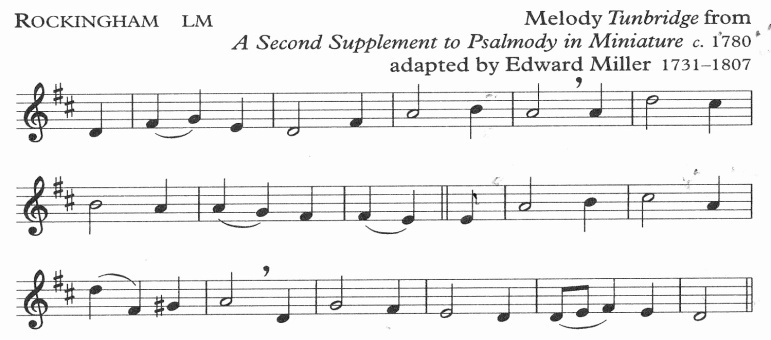 ROCKINGHAM LM
Melody Tunbridge from
A Second Supplement to Psalmody in Miniature c. 1780
adapted by Edward Miller 1731–1807